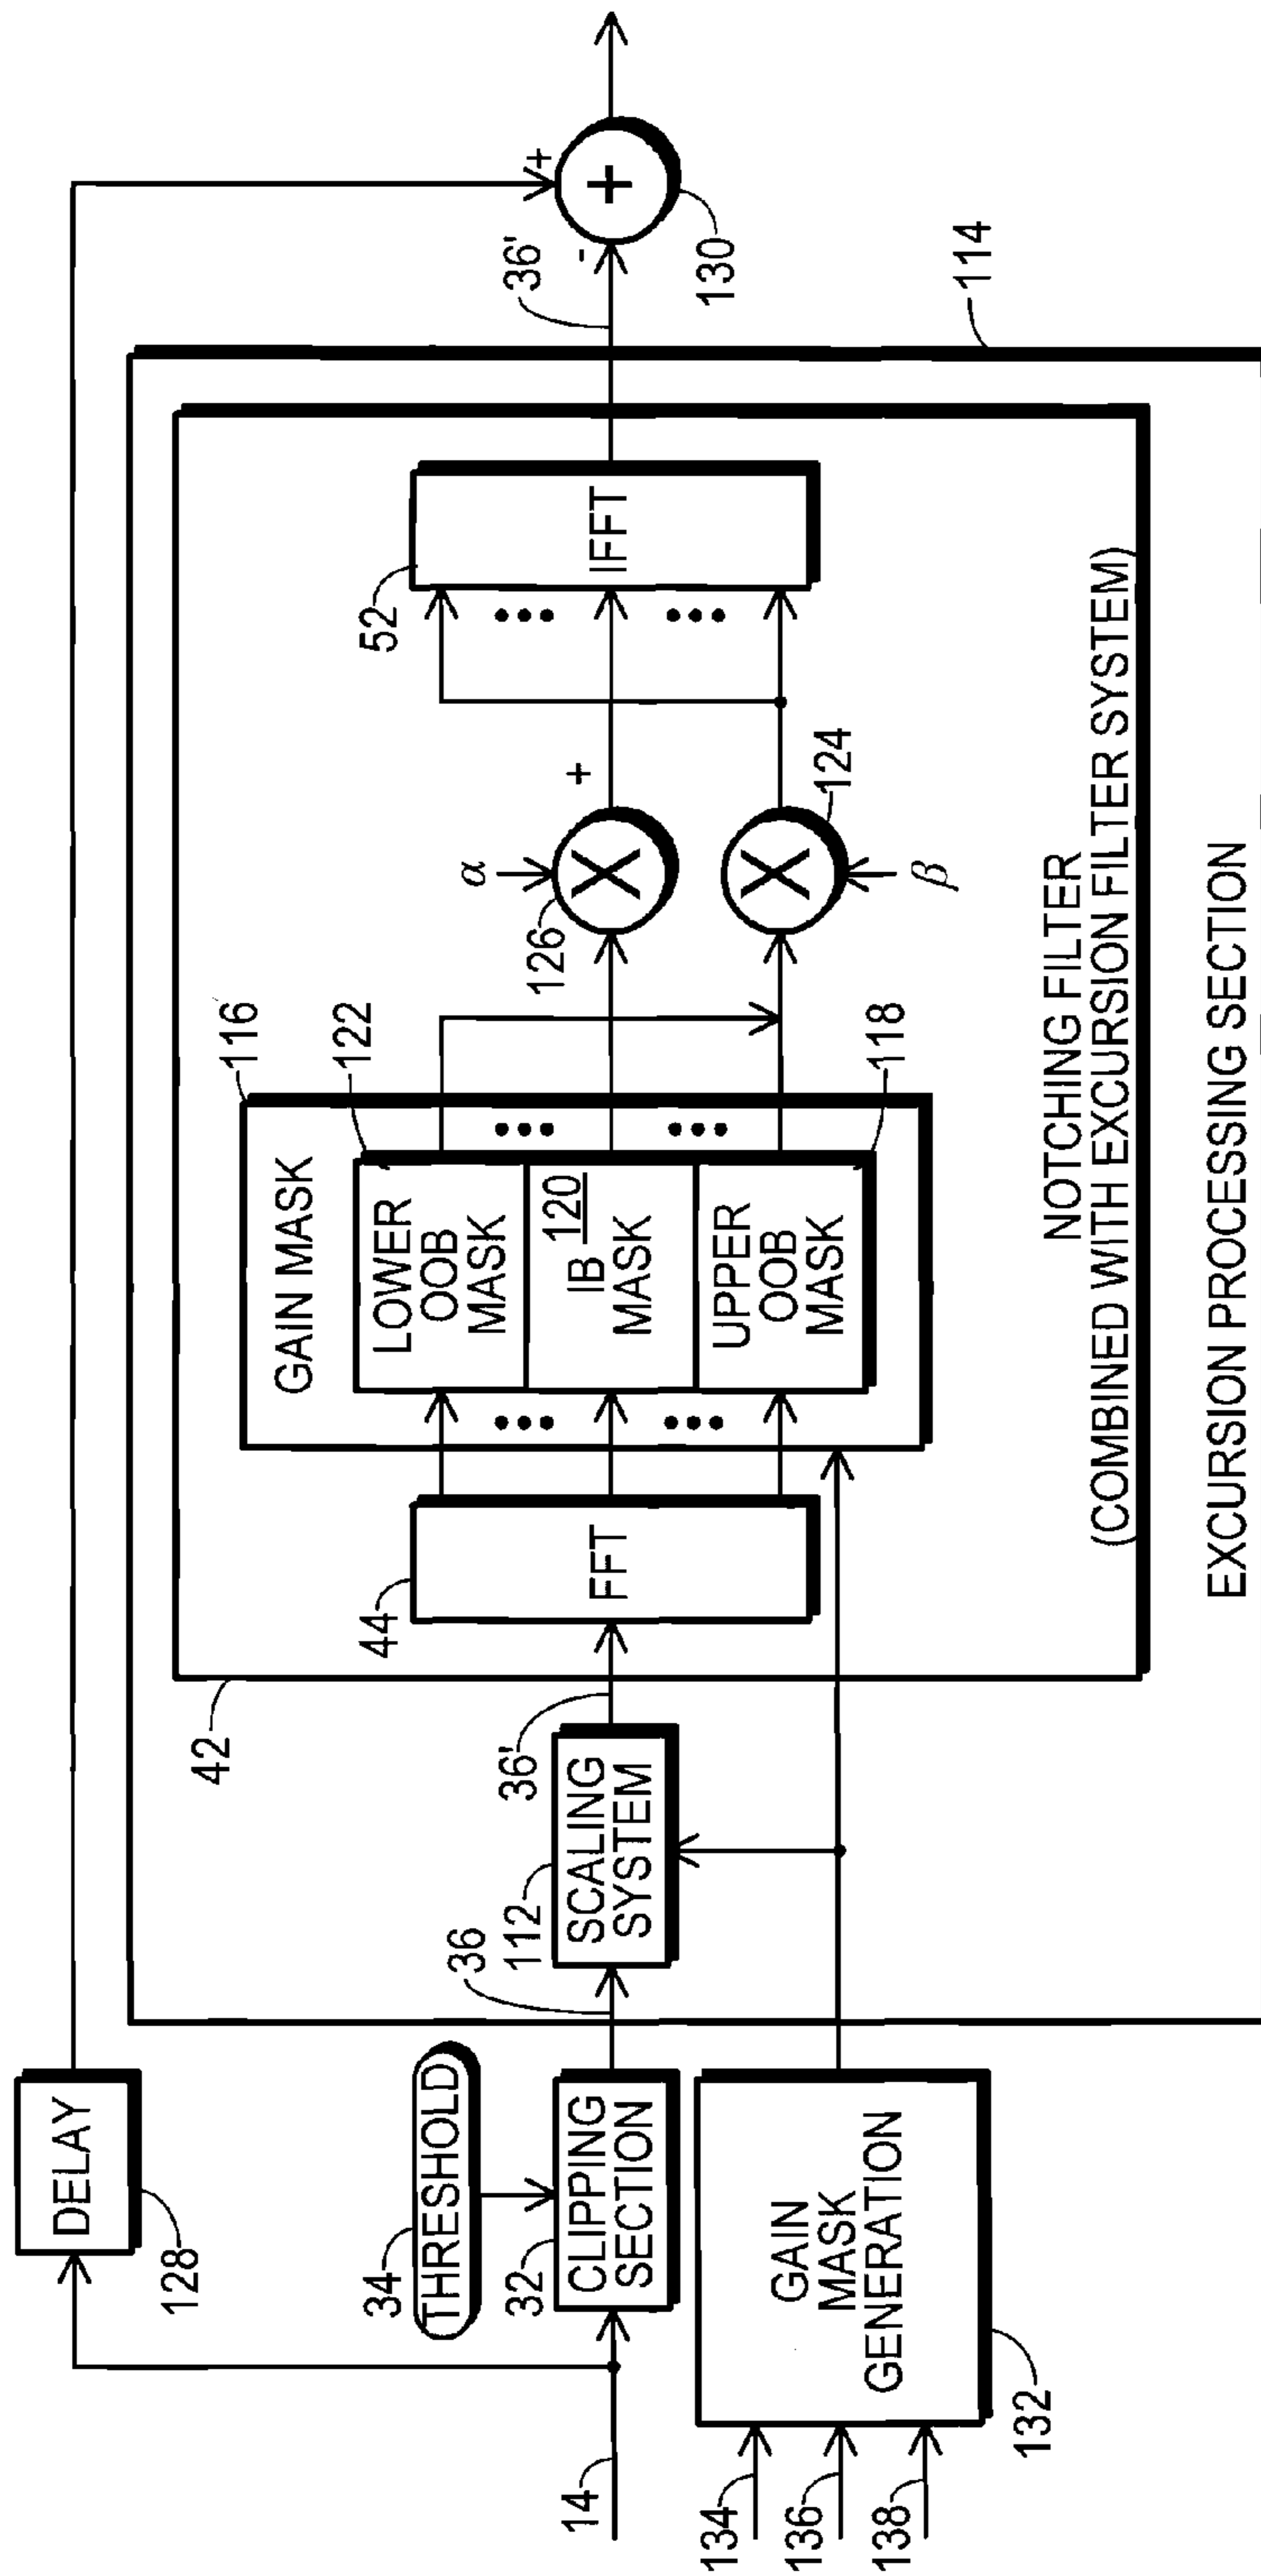 DELAY
128
34
THRESHOLD
14
32
CLIPPING
SECTION
36
134
136
138
GAIN
MASK
GENERATION
132
112
SCALING
SYSTEM
36'
42
44
FFT
116
GAIN MASK
122
LOWER
OOB
MASK
120
IB
MASK
UPPER
OOB
MASK
118
126
α
X
+
X
124
β
52
IFFT
NOTCHING FILTER
(COMBINED WITH EXCURSION FILTER SYSTEM)
EXCURSION PROCESSING SECTION
114
36'
-
+
+
130